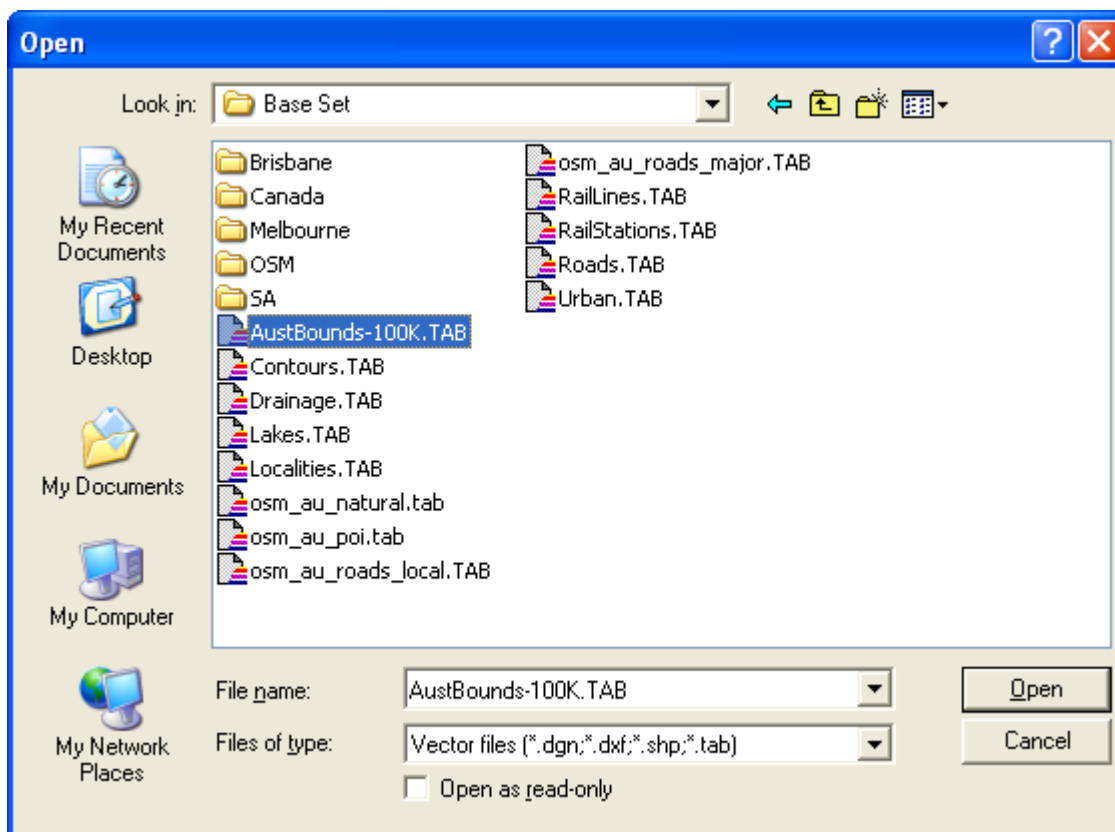 Open
Look in: Base Set
My Recent
Documents
Desktop
My Documents
My Computer
My Network
Places
Brisbane
Canada
Melbourne
OSM
SA
AustBounds-100K.TAB
Contours.TAB
Drainage.TAB
Lakes.TAB
Localities.TAB
osm_au_natural.tab
osm_au_poi.tab
osm_au_roads_local.TAB
osm_au_roads_major.TAB
RailLines.TAB
RailStations.TAB
Roads.TAB
Urban.TAB
File name: AustBounds-100K.TAB Open
Files of type: Vector files (*.dgn;*.dxf;*.shp;*.tab) Cancel
Open as read-only